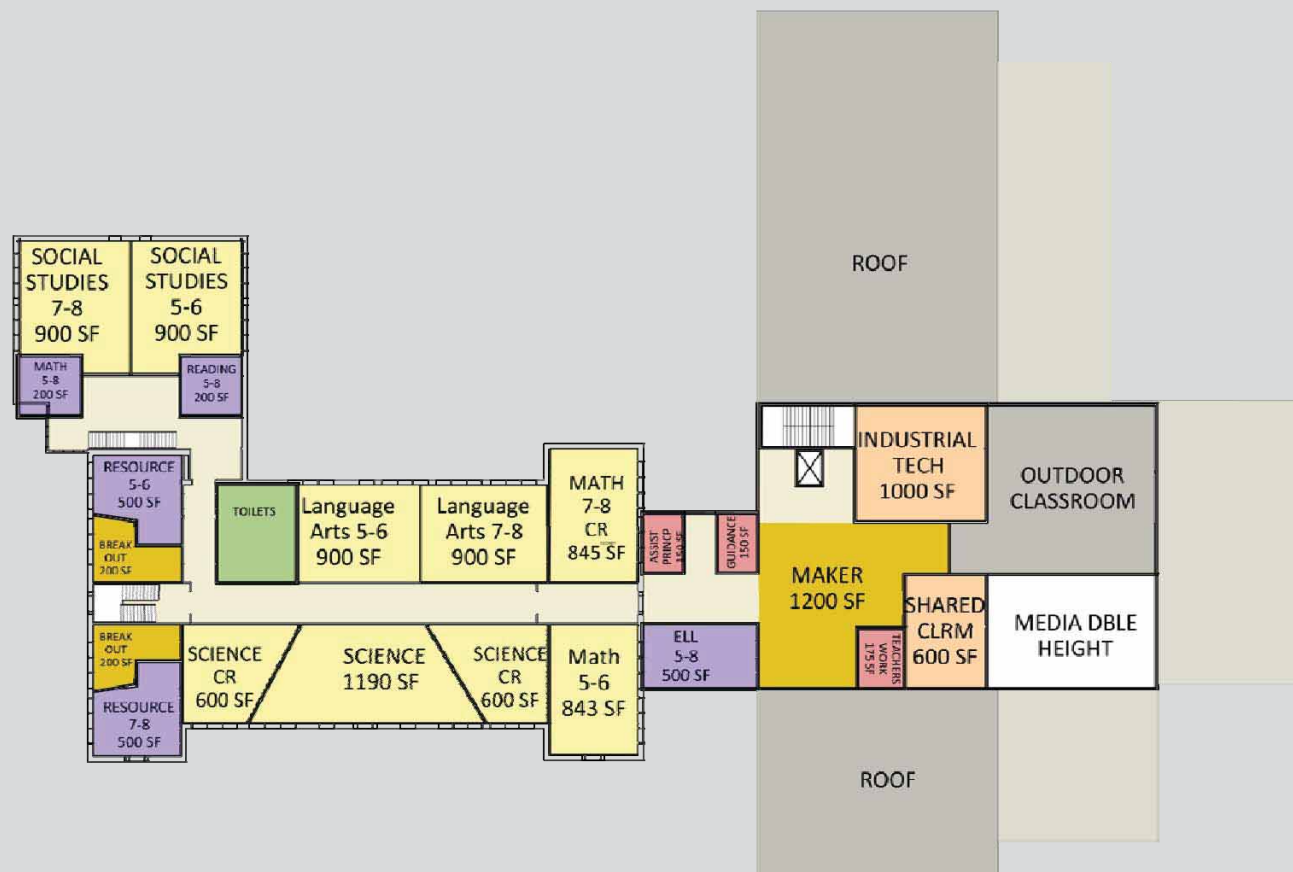 ROOF
SOCIAL
STUDIES
7-8
900 SF
SOCIAL
STUDIES
5-6
900 SF
MATH
5-8
200 SF
READING
5-8
200 SF
RESOURCE
5-6
500 SF
BREAK
OUT
200 SF
TOILETS
Language
Arts 5-6
900 SF
Language
Arts 7-8
900 SF
MATH
7-8
CR
845 SF
ASSIST
PRINCP
150 SF
GUIDANCE
150 SF
INDUSTRIAL
TECH
1000 SF
OUTDOOR
CLASSROOM
MAKER
1200 SF
BREAK
OUT
200 SF
RESOURCE
7-8
500 SF
SCIENCE
CR
600 SF
SCIENCE
1190 SF
SCIENCE
CR
600 SF
Math
5-6
843 SF
ELL
5-8
500 SF
TEACHERS
WORK
175 SF
SHARED
CLRM
600 SF
MEDIA DBLE
HEIGHT
ROOF